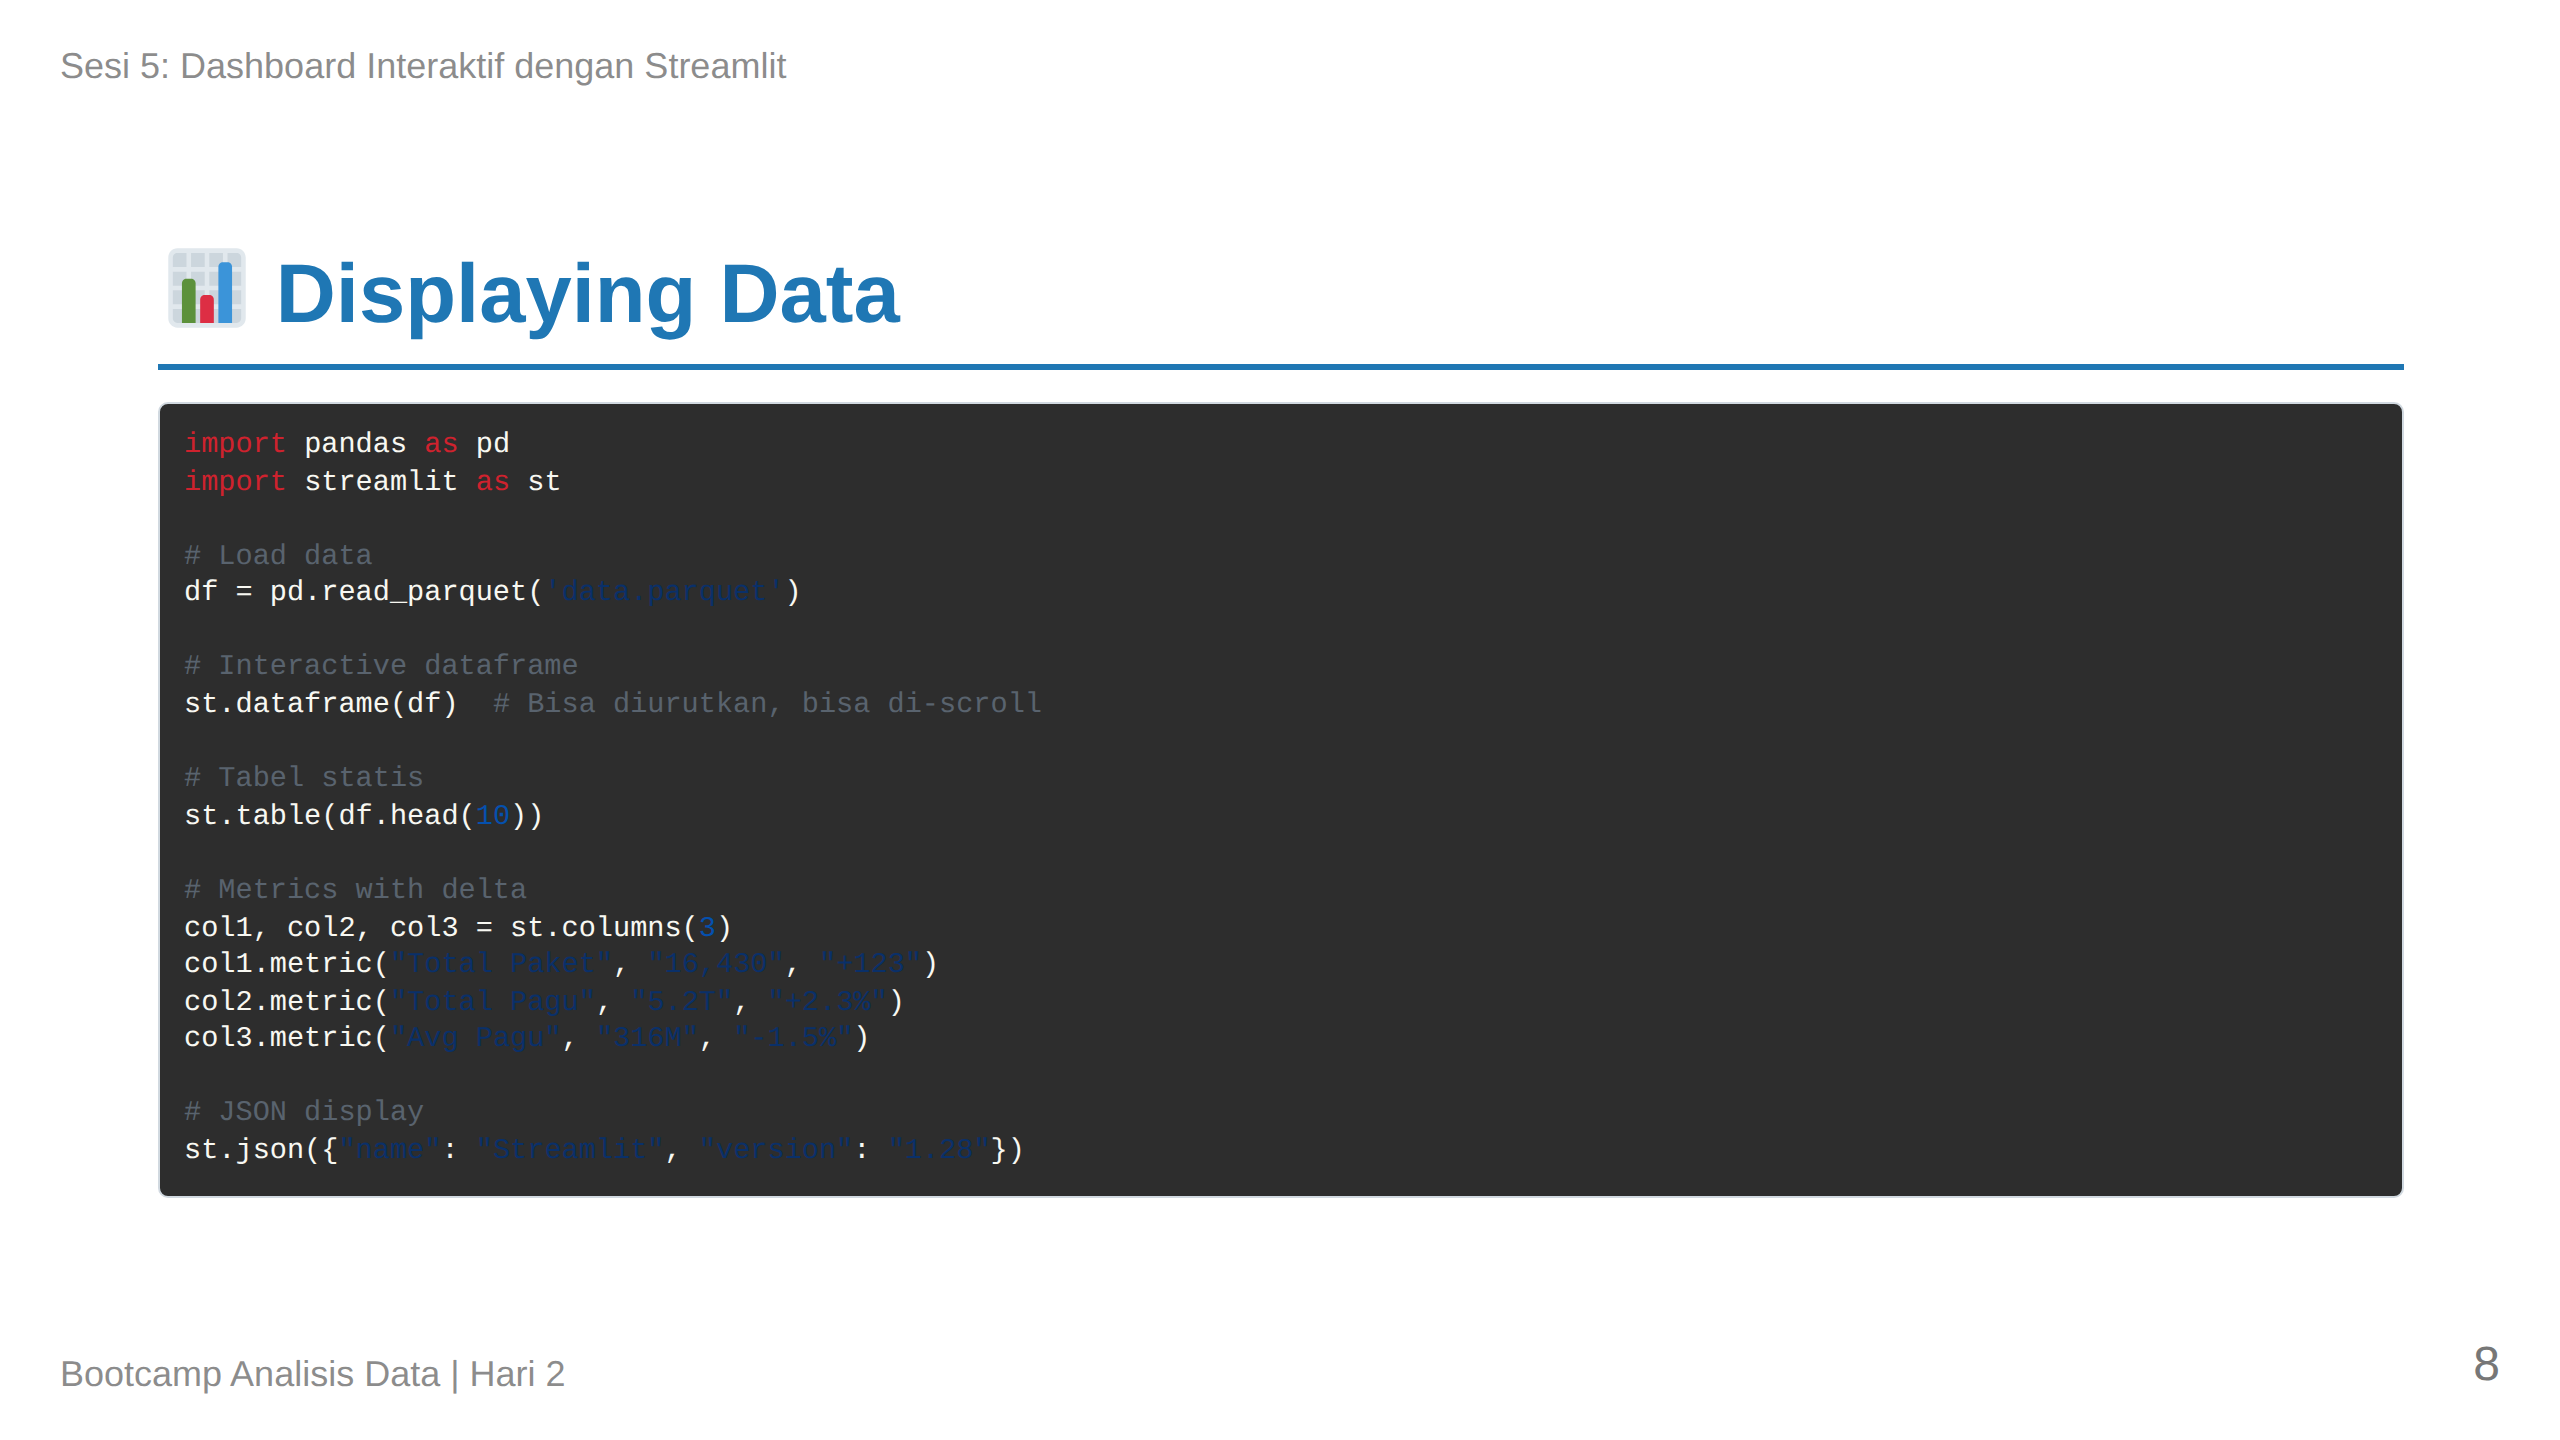 Sesi 5: Dashboard Interaktif dengan Streamlit
Displaying Data
import pandas as pd
import streamlit as st
# Load data
df = pd.read_parquet('data.parquet')
# Interactive dataframe
st.dataframe(df)  # Bisa diurutkan, bisa di-scroll
# Tabel statis
st.table(df.head(10))
# Metrics with delta
col1, col2, col3 = st.columns(3)
col1.metric("Total Paket", "16,430", "+123")
col2.metric("Total Pagu", "5.2T", "+2.3%")
col3.metric("Avg Pagu", "316M", "-1.5%")
# JSON display
st.json({"name": "Streamlit", "version": "1.28"})
Bootcamp Analisis Data | Hari 2
8